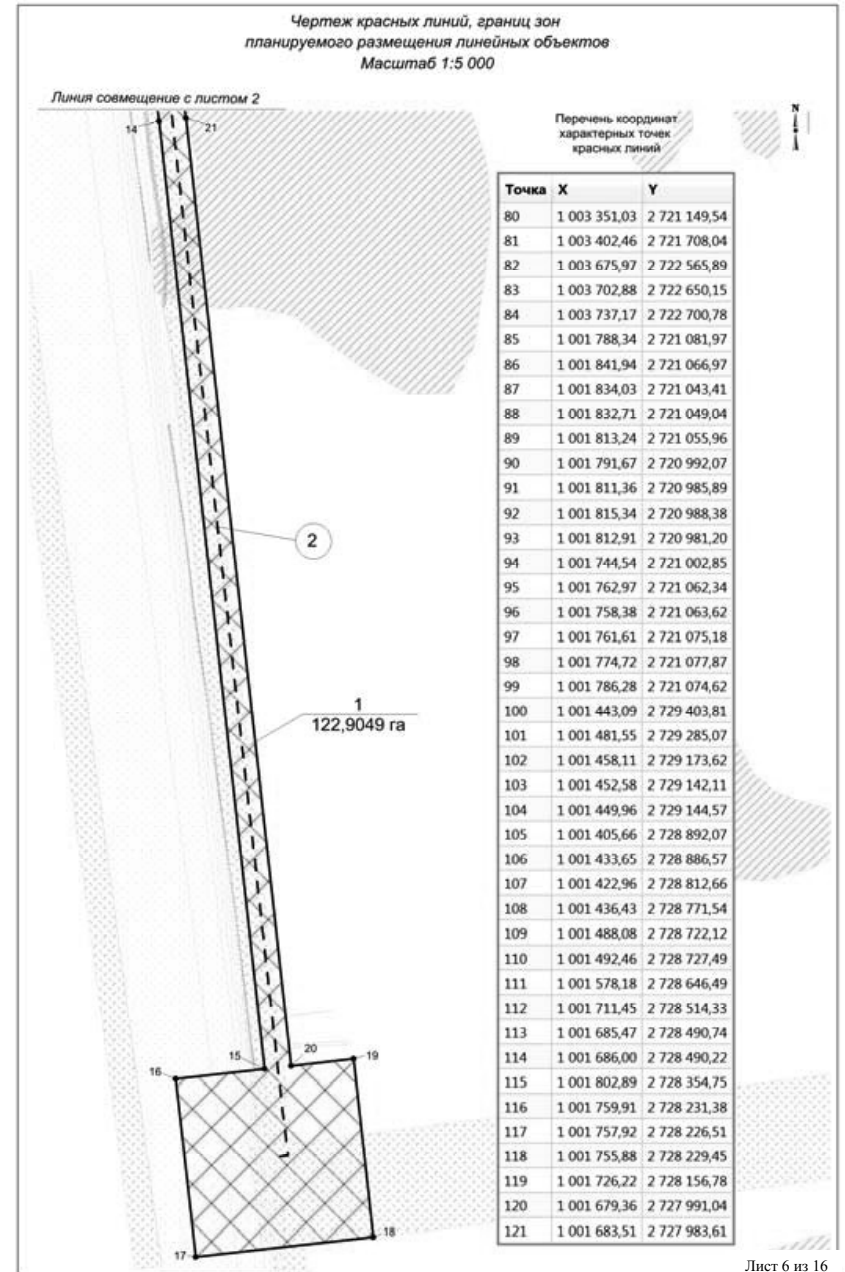 Чертеж красных линий, границ зон
планируемого размещения линейных объектов
Масштаб 1:5 000
Линия совмещение с листом 2
14
21
Перечень координат
характерных точек
красных линий
N
Точка X Y
80 1 003 351,03 2 721 149,54
81 1 003 402,46 2 721 708,04
82 1 003 675,97 2 722 565,89
83 1 003 702,88 2 722 650,15
84 1 003 737,17 2 722 700,78
85 1 001 788,34 2 721 081,97
86 1 001 841,94 2 721 066,97
87 1 001 834,03 2 721 043,41
88 1 001 832,71 2 721 049,04
89 1 001 813,24 2 721 055,96
90 1 001 791,67 2 720 992,07
91 1 001 811,36 2 720 985,89
92 1 001 815,34 2 720 988,38
93 1 001 812,91 2 720 981,20
94 1 001 744,54 2 721 002,85
95 1 001 762,97 2 721 062,34
96 1 001 758,38 2 721 063,62
97 1 001 761,61 2 721 075,18
98 1 001 774,72 2 721 077,87
99 1 001 786,28 2 721 074,62
100 1 001 443,09 2 729 403,81
101 1 001 481,55 2 729 285,07
102 1 001 458,11 2 729 173,62
103 1 001 452,58 2 729 142,11
104 1 001 449,96 2 729 144,57
105 1 001 405,66 2 728 892,07
106 1 001 433,65 2 728 886,57
107 1 001 422,96 2 728 812,66
108 1 001 436,43 2 728 771,54
109 1 001 488,08 2 728 722,12
110 1 001 492,46 2 728 727,49
111 1 001 578,18 2 728 646,49
112 1 001 711,45 2 728 514,33
113 1 001 685,47 2 728 490,74
114 1 001 686,00 2 728 490,22
115 1 001 802,89 2 728 354,75
116 1 001 759,91 2 728 231,38
117 1 001 757,92 2 728 226,51
118 1 001 755,88 2 728 229,45
119 1 001 726,22 2 728 156,78
120 1 001 679,36 2 727 991,04
121 1 001 683,51 2 727 983,61
2
1
122,9049 га
15
20
19
16
17
18
Лист 6 из 16